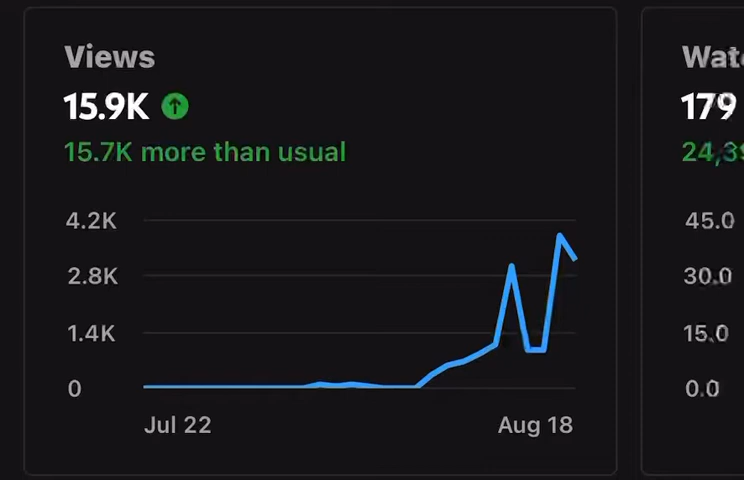 Views
15.9K
15.7K more than usual
4.2K
2.8K
1.4K
0
Jul 22
Aug 18
179
45.0
30.0
15.0
0.0